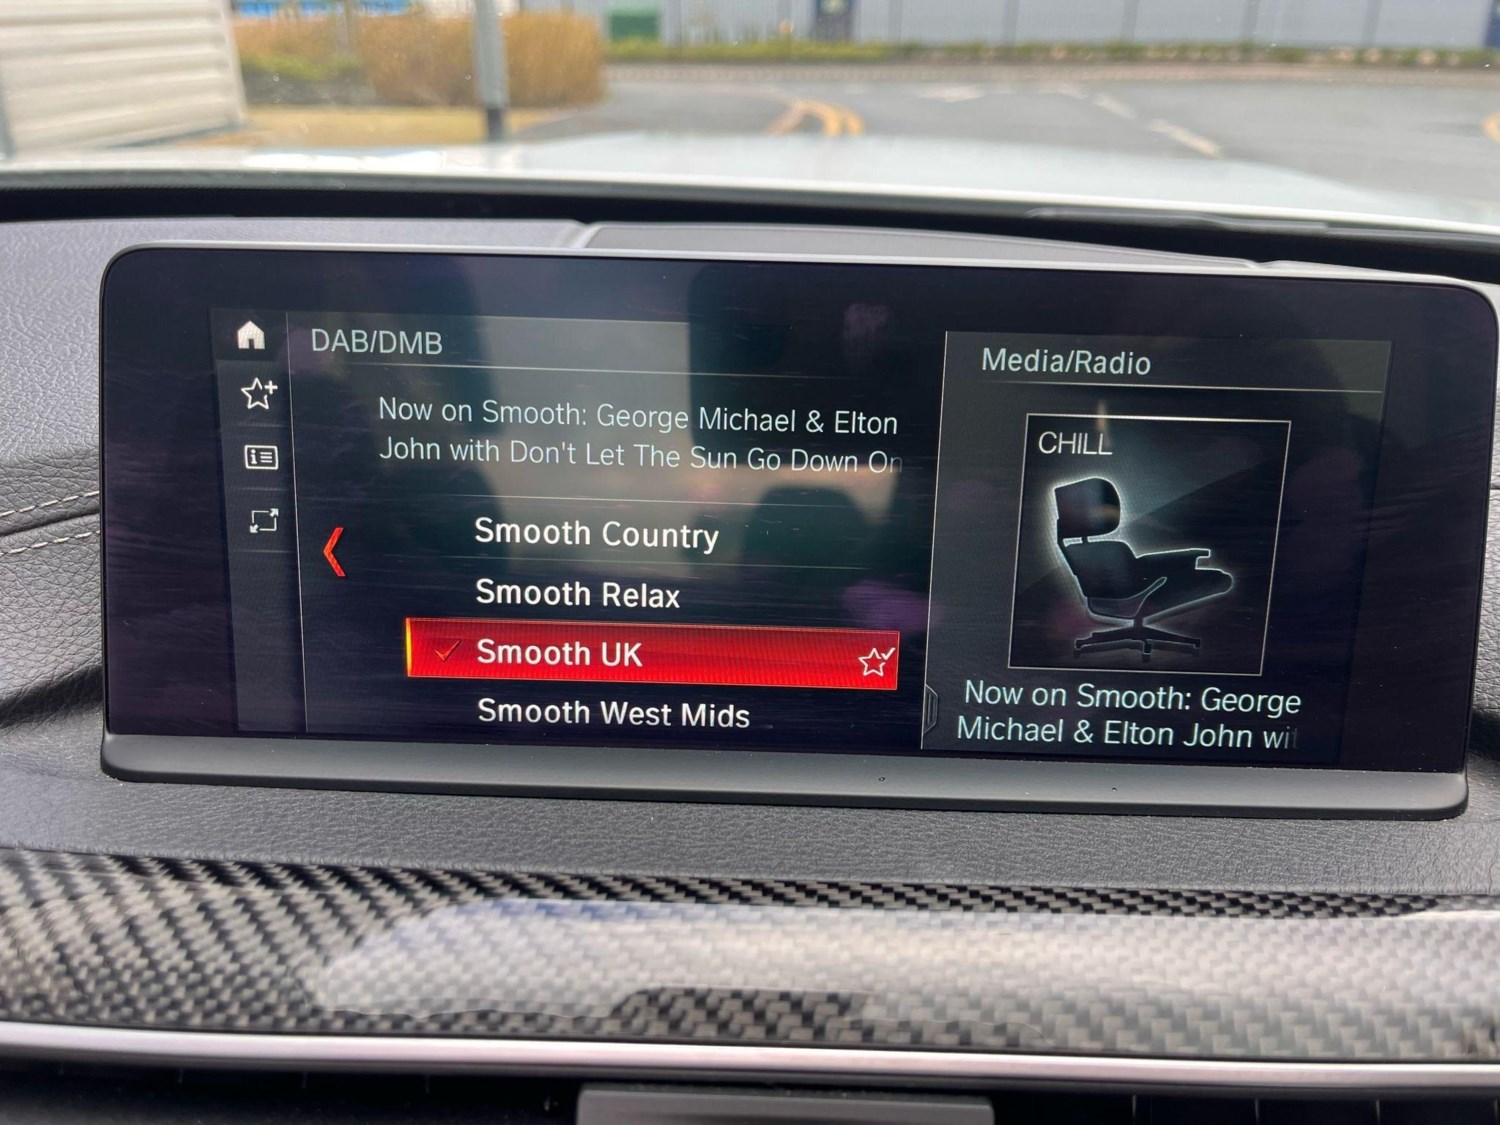 DAB/DMB
Now on Smooth: George Michael & Elton
John with Don't Let The Sun Go Down On
Smooth Country
Smooth Relax
Smooth UK
Smooth West Mids
Media/Radio
CHILL
Now on Smooth: George
Michael & Elton John wit